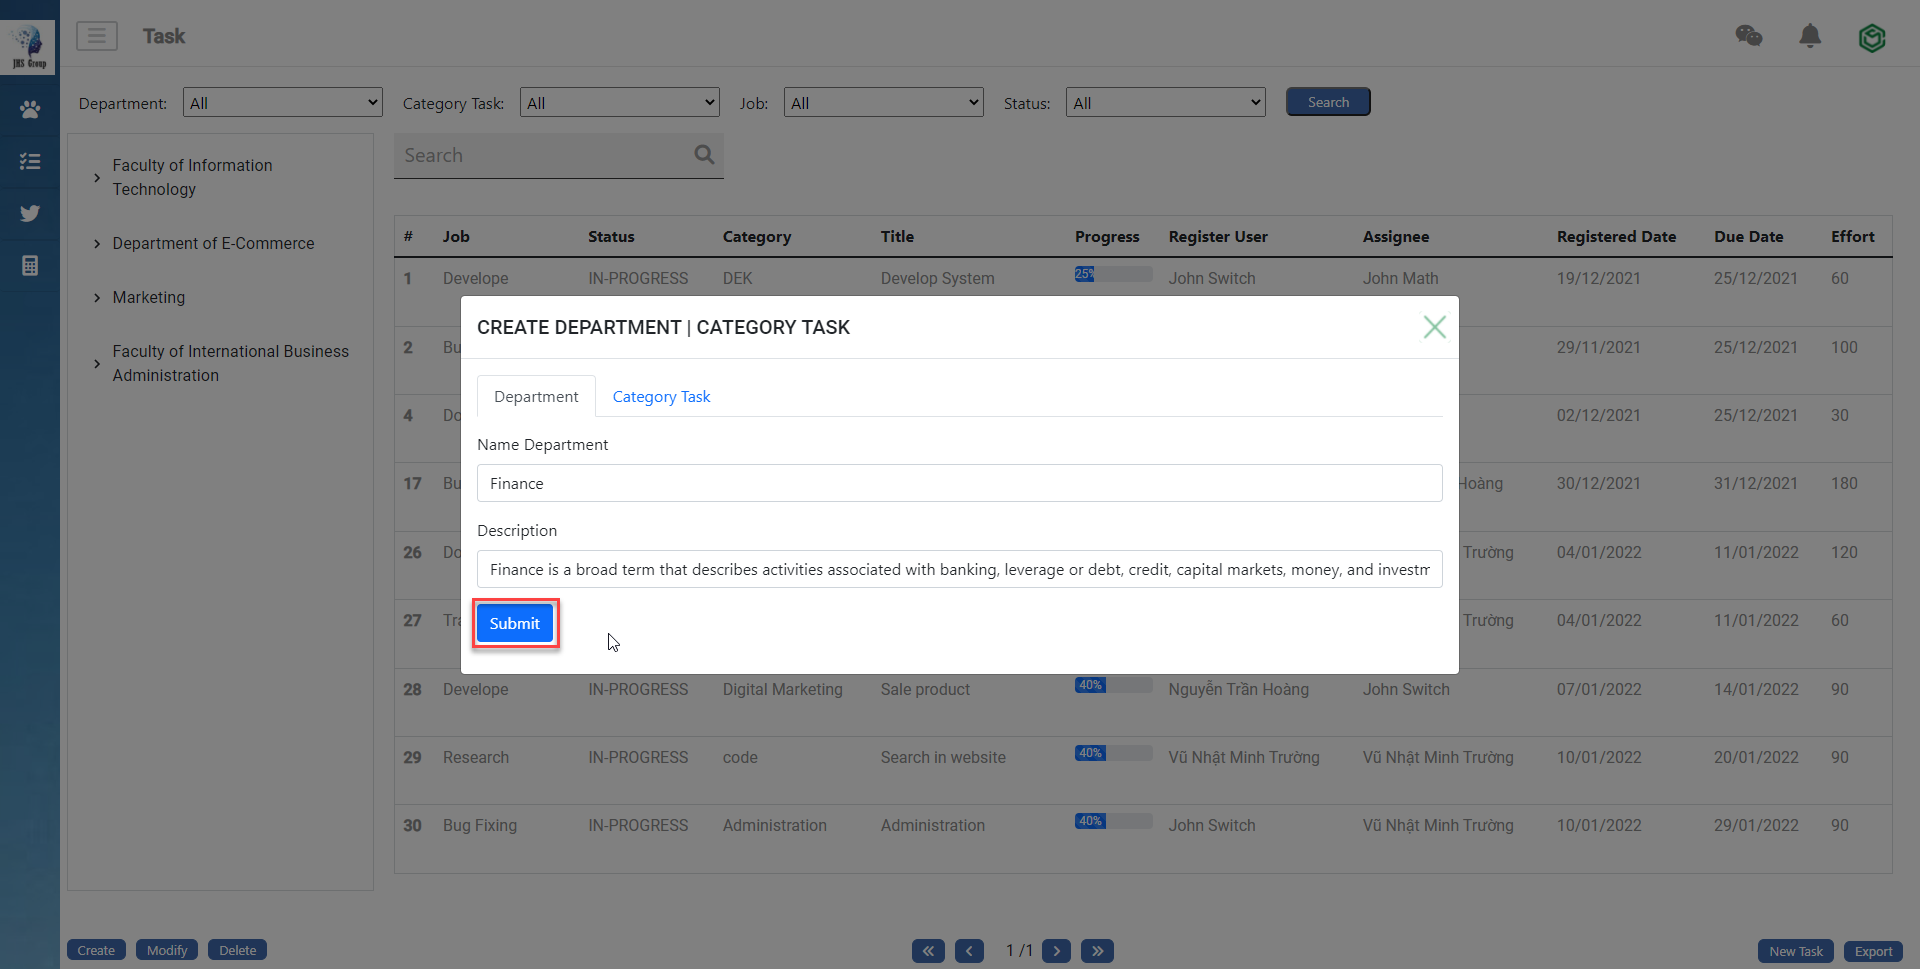 JRS Group
Task
Department: All Category Task: All Job: All Status: All Search
Faculty of Information
Technology
Department of E-Commerce
Marketing
Faculty of International Business
Administration
Search
# Job Status Category Title Progress Register User Assignee Registered Date Due Date Effort
1 Develope IN-PROGRESS DEK Develop System 25% John Switch John Math 19/12/2021 25/12/2021 60
2 Bu 29/11/2021 25/12/2021 100
4 Do 02/12/2021 25/12/2021 30
17 Bu Hoàng 30/12/2021 31/12/2021 180
26 Do Trường 04/01/2022 11/01/2022 120
27 Tra Trường 04/01/2022 11/01/2022 60
28 Develope IN-PROGRESS Digital Marketing Sale product 40% Nguyễn Trần Hoàng John Switch 07/01/2022 14/01/2022 90
29 Research IN-PROGRESS code Search in website 40% Vũ Nhật Minh Trường Vũ Nhật Minh Trường 10/01/2022 20/01/2022 90
30 Bug Fixing IN-PROGRESS Administration Administration 40% John Switch Vũ Nhật Minh Trường 10/01/2022 29/01/2022 90
CREATE DEPARTMENT | CATEGORY TASK
Department Category Task
Name Department
Finance
Description
Finance is a broad term that describes activities associated with banking, leverage or debt, credit, capital markets, money, and investm
Submit
Create Modify Delete
1 /1
New Task Export